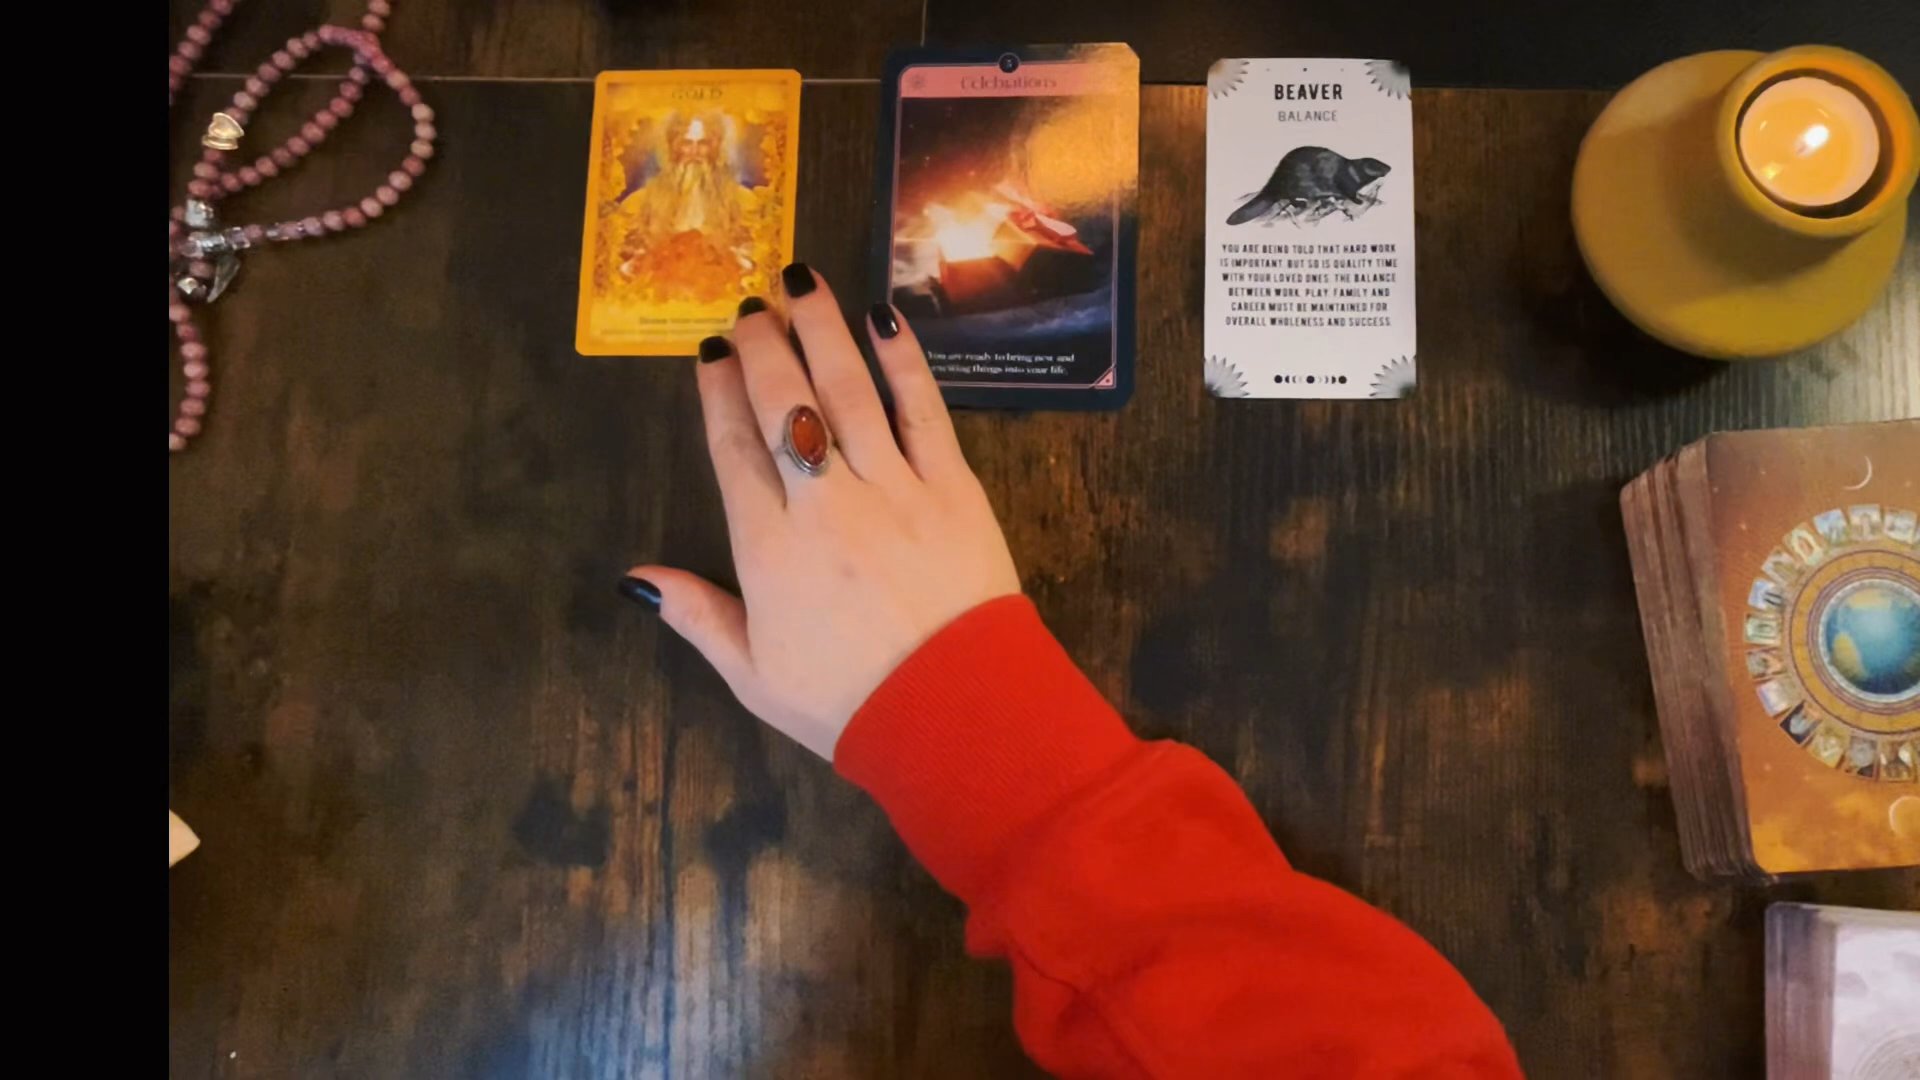 GOLD
Celebrations
You are ready to bring new and
exciting things into your life.
BEAVER
BALANCE
YOU ARE BEING TOLD THAT HARD WORK
IS IMPORTANT, BUT SO IS QUALITY TIME
WITH YOUR LOVED ONES. THE BALANCE
BETWEEN WORK, PLAY, FAMILY AND
CAREER MUST BE MAINTAINED FOR
OVERALL WHOLENESS AND SUCCESS.